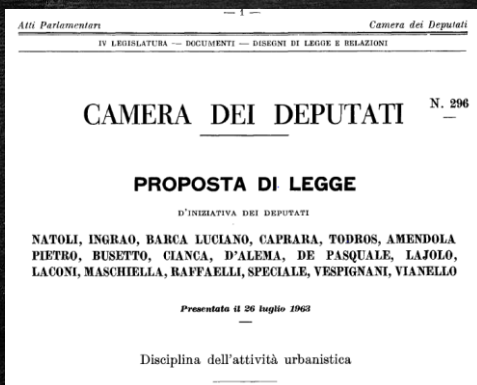 — 1 —
Atti Parlamentari Camera dei Deputati
IV LEGISLATURA — DOCUMENTI — DISEGNI DI LEGGE E RELAZIONI
CAMERA DEI DEPUTATI N. 296
PROPOSTA DI LEGGE
D'INIZIATIVA DEI DEPUTATI
NATOLI, INGRAO, BARCA LUCIANO, CAPRARA, TODROS, AMENDOLA
PIETRO, BUSETTO, CIANCA, D'ALEMA, DE PASQUALE, LAJOLO,
LACONI, MASCHIELLA, RAFFAELLI, SPECIALE, VESPIGNANI, VIANELLO
Presentata il 26 luglio 1963
Disciplina dell'attività urbanistica